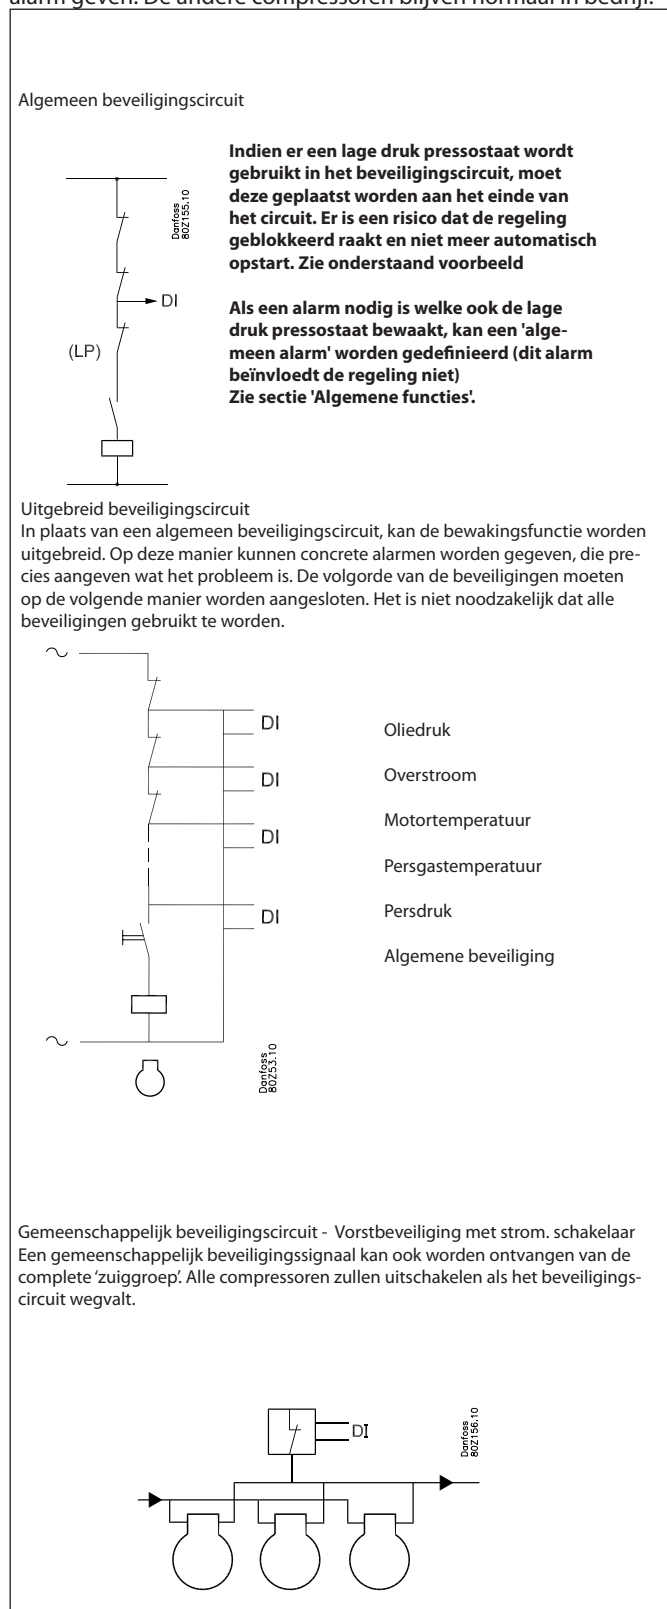 alarm geven. De andere compressoren blijven normaal in bedrijf.
Algemeen beveiligingscircuit
Indien er een lage druk pressostaat wordt
gebruikt in het beveiligingscircuit, moet
deze geplaatst worden aan het einde van
het circuit. Er is een risico dat de regeling
geblokkeerd raakt en niet meer automatisch
opstart. Zie onderstaand voorbeeld
Als een alarm nodig is welke ook de lage
druk pressostaat bewaakt, kan een 'alge-
meen alarm' worden gedefinieerd (dit alarm
beïnvloedt de regeling niet)
Zie sectie 'Algemene functies'.
Danfoss
80Z155.10
DI
(LP)
Uitgebreid beveiligingscircuit
In plaats van een algemeen beveiligingscircuit, kan de bewakingsfunctie worden
uitgebreid. Op deze manier kunnen concrete alarmen worden gegeven, die pre-
cies aangeven wat het probleem is. De volgorde van de beveiligingen moeten
op de volgende manier worden aangesloten. Het is niet noodzakelijk dat alle
beveiligingen gebruikt te worden.
DI
DI
DI
DI
Oliedruk
Overstroom
Motortemperatuur
Persgastemperatuur
Persdruk
Algemene beveiliging
Danfoss
80Z53.10
Gemeenschappelijk beveiligingscircuit - Vorstbeveiliging met strom. schakelaar
Een gemeenschappelijk beveiligingssignaal kan ook worden ontvangen van de
complete 'zuiggroep'. Alle compressoren zullen uitschakelen als het beveiligings-
circuit wegvalt.
DI
Danfoss
80Z156.10